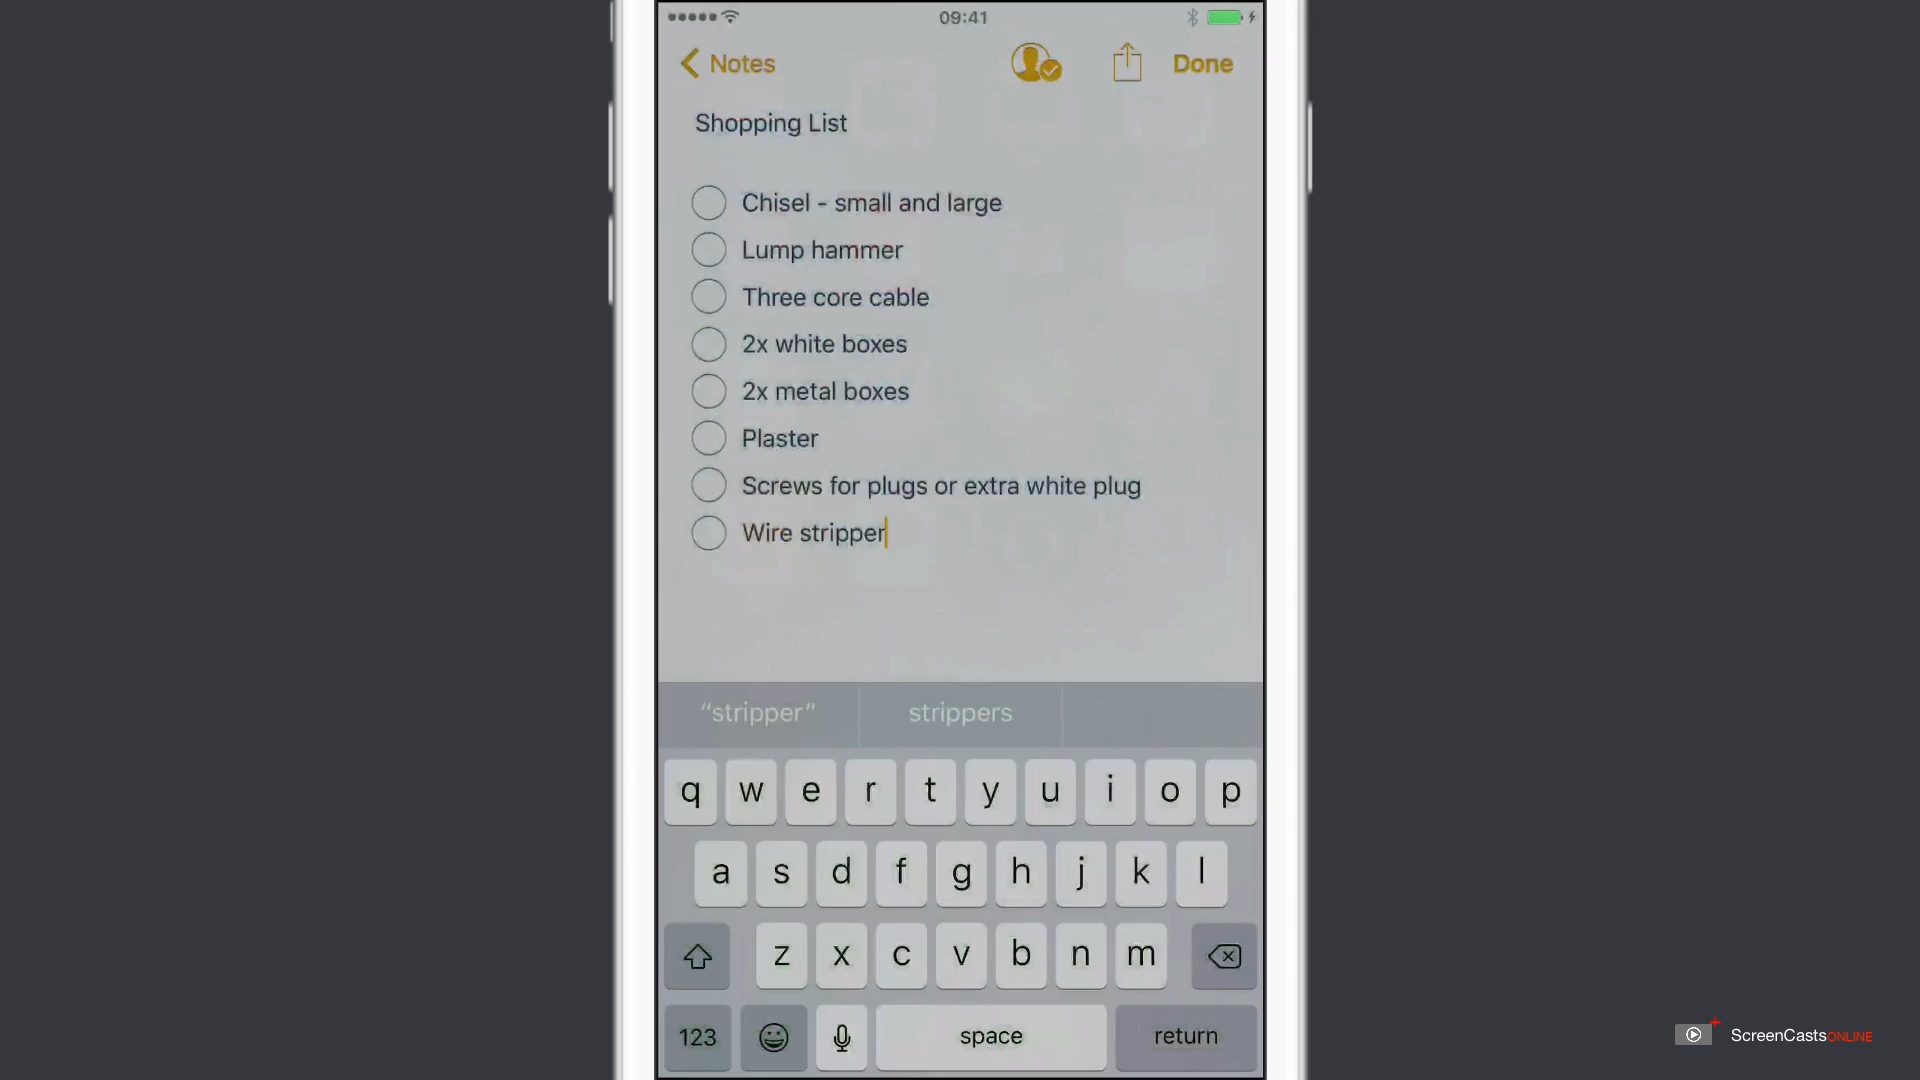 09:41
Notes
Done
Shopping List
Chisel - small and large
Lump hammer
Three core cable
2x white boxes
2x metal boxes
Plaster
Screws for plugs or extra white plug
Wire stripper
“stripper” strippers
q w e r t y u i o p
a s d f g h j k l
z x c v b n m
123 space return
ScreenCastsONLINE